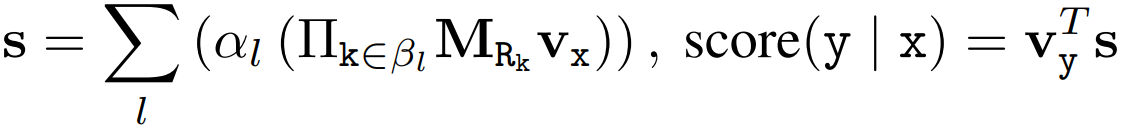 s = ∑_l (α_l (Π_{k∈β_l} M_{R_k} v_x)), score(y | x) = v_y^T s